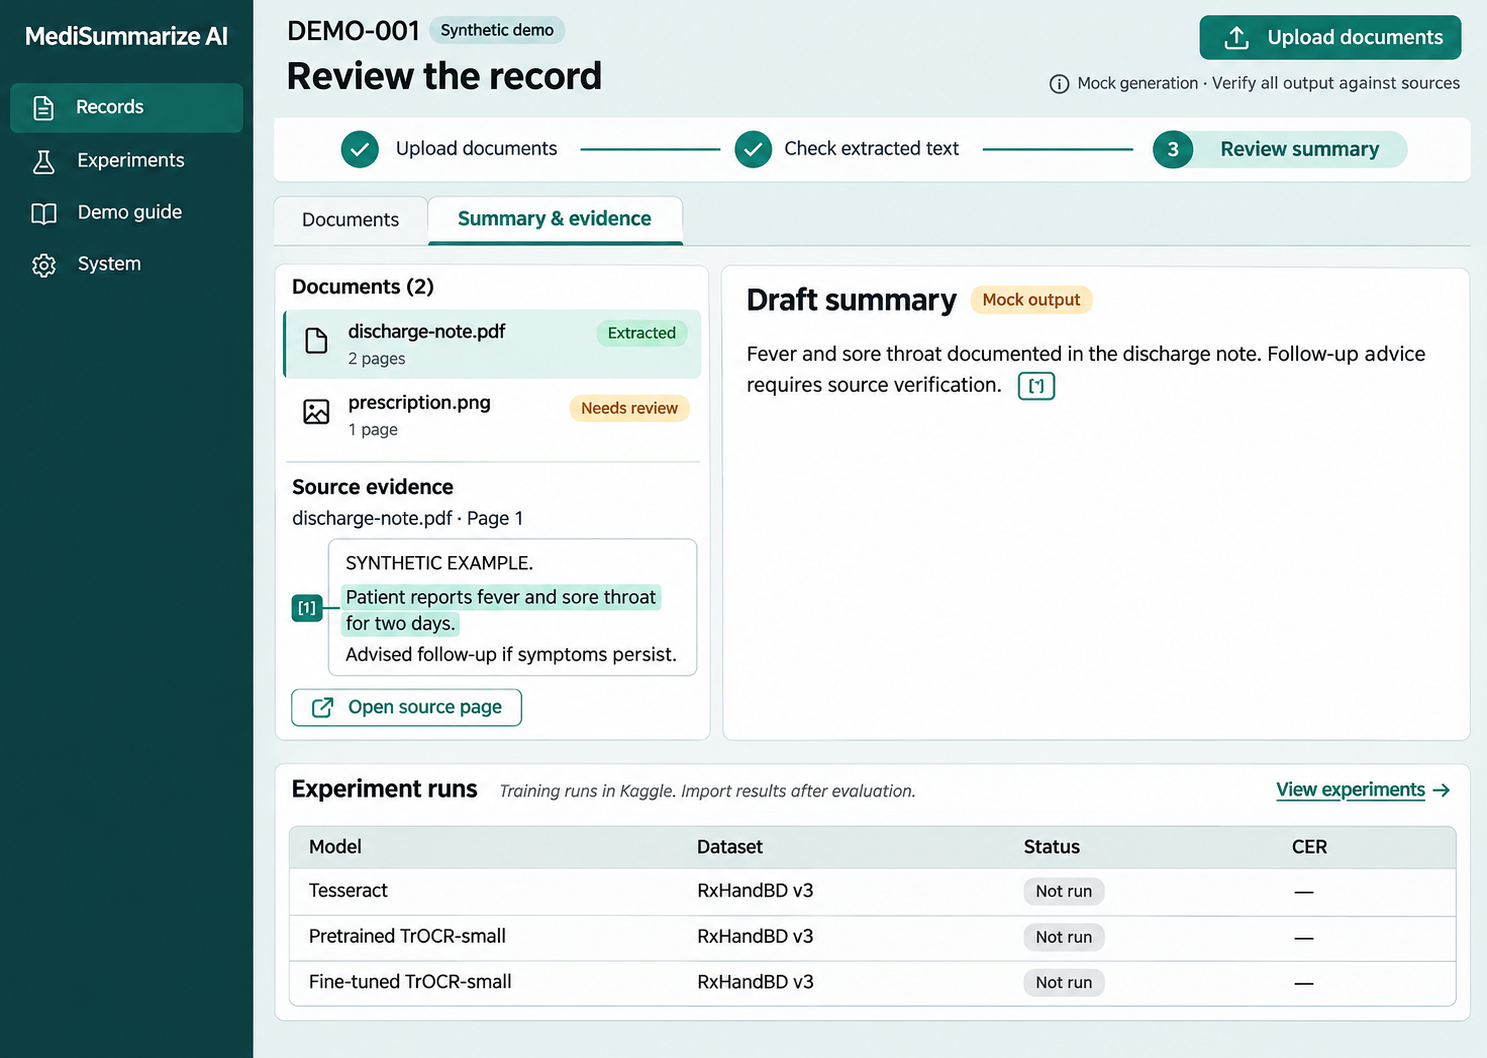 MediSummarize AI
Records
Experiments
Demo guide
System
DEMO-001 Synthetic demo
Review the record
Upload documents
Mock generation · Verify all output against sources
Upload documents
Check extracted text
3 Review summary
Documents
Summary & evidence
Documents (2)
discharge-note.pdf Extracted
2 pages
prescription.png Needs review
1 page
Source evidence
discharge-note.pdf · Page 1
SYNTHETIC EXAMPLE.
[1] Patient reports fever and sore throat
for two days.
Advised follow-up if symptoms persist.
Open source page
Draft summary Mock output
Fever and sore throat documented in the discharge note. Follow-up advice
requires source verification.
Experiment runs Training runs in Kaggle. Import results after evaluation. View experiments →
Model Dataset Status CER
Tesseract RxHandBD v3 Not run —
Pretrained TrOCR-small RxHandBD v3 Not run —
Fine-tuned TrOCR-small RxHandBD v3 Not run —